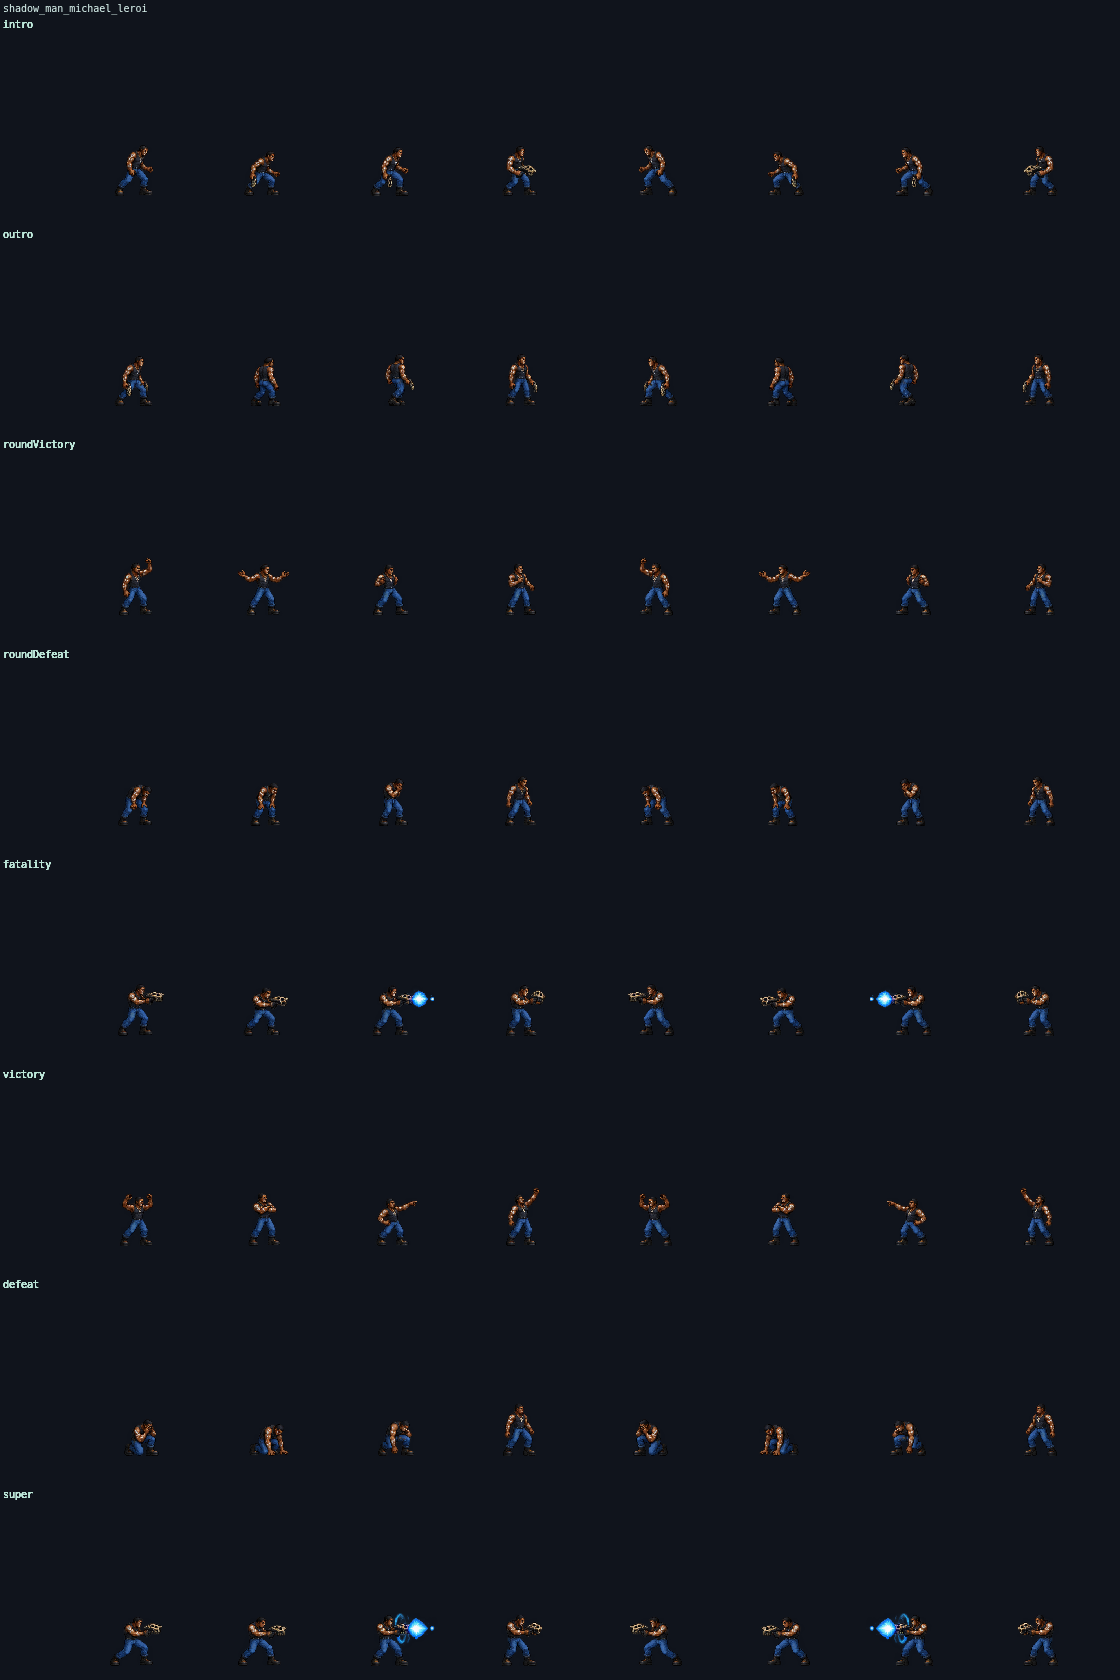 shadow_man_michael_leroi
intro
outro
roundVictory
roundDefeat
fatality
victory
defeat
super